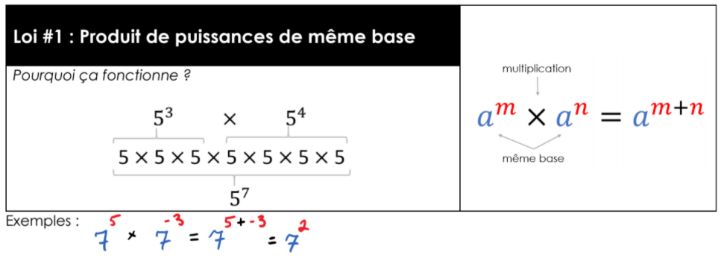 Loi #1 : Produit de puissances de même base
Pourquoi ça fonctionne ?
5³ × 5⁴
5 × 5 × 5 × 5 × 5 × 5 × 5
5⁷
multiplication
aᵐ × aⁿ = aᵐ⁺ⁿ
même base
Exemples : 7⁵ × 7⁻³ = 7⁵⁺⁻³ = 7²